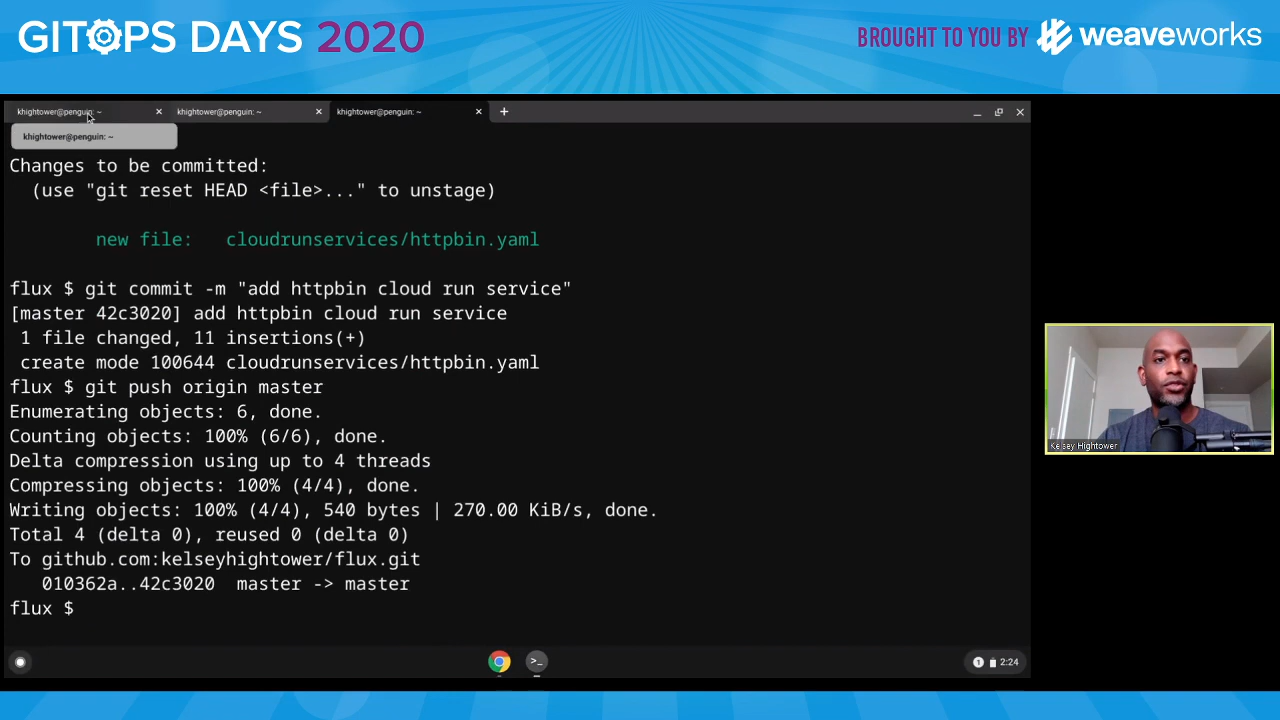 GITOPS DAYS 2020
BROUGHT TO YOU BY weaveworks
khightower@penguin: ~
khightower@penguin: ~
khightower@penguin: ~
khightower@penguin: ~
Changes to be committed:
(use "git reset HEAD <file>..." to unstage)
new file: cloudrunservices/httpbin.yaml
flux $ git commit -m "add httpbin cloud run service"
[master 42c3020] add httpbin cloud run service
1 file changed, 11 insertions(+)
create mode 100644 cloudrunservices/httpbin.yaml
flux $ git push origin master
Enumerating objects: 6, done.
Counting objects: 100% (6/6), done.
Delta compression using up to 4 threads
Compressing objects: 100% (4/4), done.
Writing objects: 100% (4/4), 540 bytes | 270.00 KiB/s, done.
Total 4 (delta 0), reused 0 (delta 0)
To github.com:kelseyhightower/flux.git
010362a..42c3020 master -> master
flux $
Kelsey Hightower
1 2:24